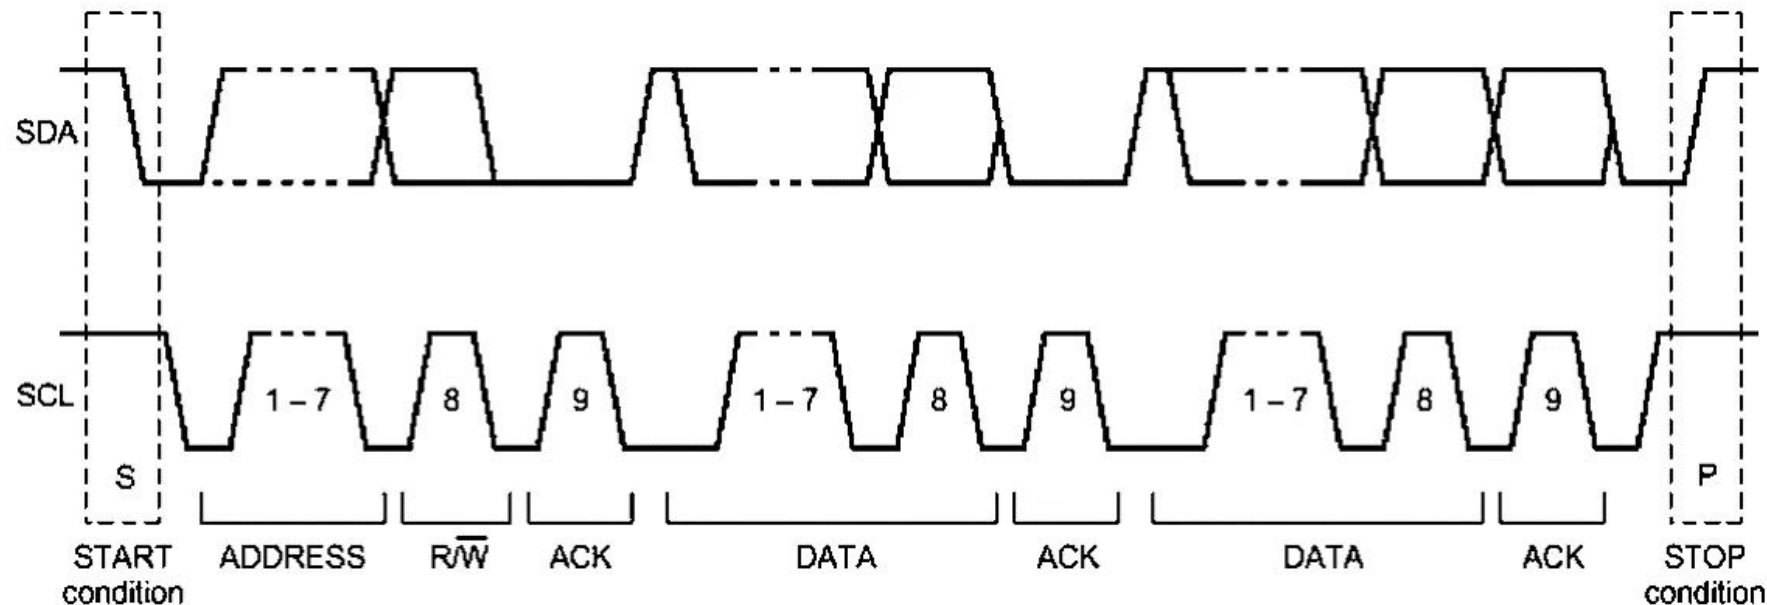 SDA
SCL
1 – 7
8
9
1 – 7
8
9
1 – 7
8
9
S
P
START condition
ADDRESS
R/W̅
ACK
DATA
ACK
DATA
ACK
STOP condition